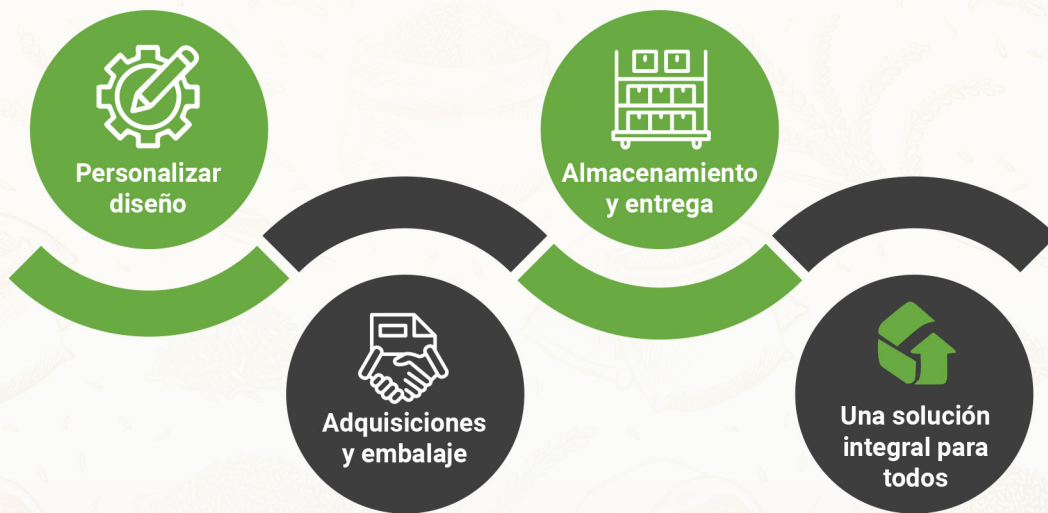 Personalizar
diseño
Adquisiciones
y embalaje
Almacenamiento
y entrega
Una solución
integral para
todos